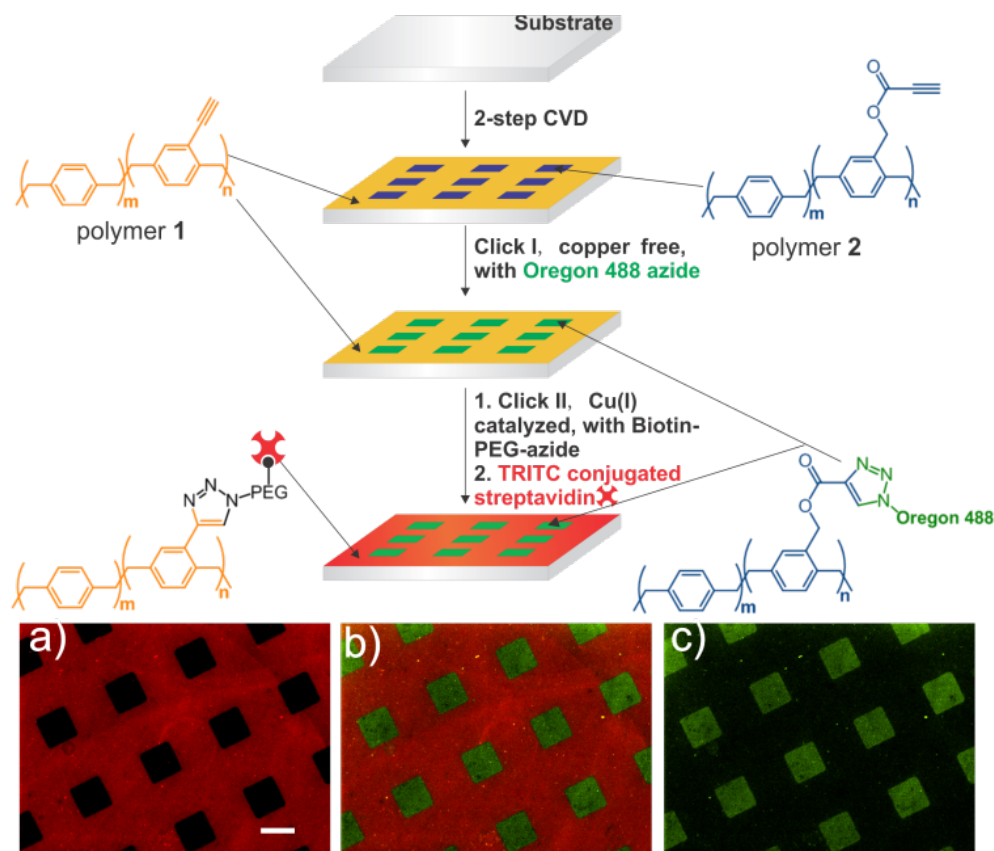 Substrate
2-step CVD
O
O
m
n
polymer 1
m
n
polymer 2
Click I, copper free,
with Oregon 488 azide
1. Click II, Cu(I)
catalyzed, with Biotin-
PEG-azide
2. TRITC conjugated
streptavidin
N
N
N
PEG
m
n
O
O
N
N
N
Oregon 488
m
n
a)
b)
c)